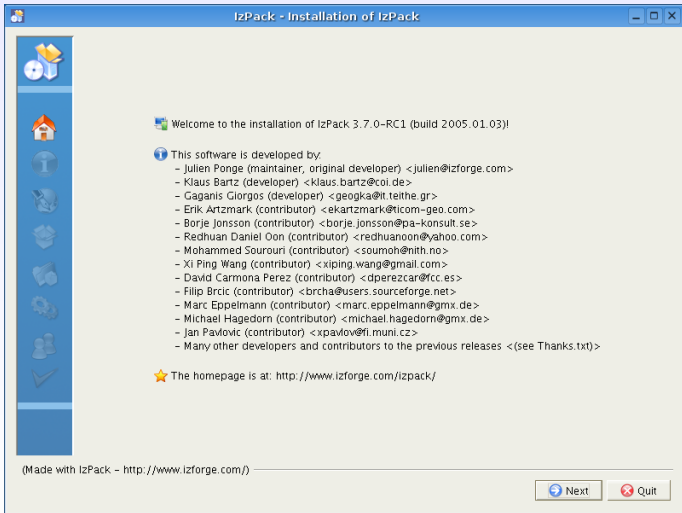 IzPack - Installation of IzPack
Welcome to the installation of IzPack 3.7.0-RC1 (build 2005.01.03)!
This software is developed by:
- Julien Ponge (maintainer, original developer) <julien@izforge.com>
- Klaus Bartz (developer) <klaus.bartz@coi.de>
- Gaganis Giorgos (developer) <geogka@it.teithe.gr>
- Erik Artzmark (contributor) <ekartzmark@ticom-geo.com>
- Borje Jonsson (contributor) <borje.jonsson@pa-konsult.se>
- Redhuan Daniel Oon (contributor) <redhuanoon@yahoo.com>
- Mohammed Sourouri (contributor) <soumoh@nith.no>
- Xi Ping Wang (contributor) <xiping.wang@gmail.com>
- David Carmona Perez (contributor) <dperezcar@fcc.es>
- Filip Brcic (contributor) <brcha@users.sourceforge.net>
- Marc Eppelmann (contributor) <marc.eppelmann@gmx.de>
- Michael Hagedorn (contributor) <michael.hagedorn@gmx.de>
- Jan Pavlovic (contributor) <xpavlov@fi.muni.cz>
- Many other developers and contributors to the previous releases <(see Thanks.txt)>
The homepage is at: http://www.izforge.com/izpack/
(Made with IzPack - http://www.izforge.com/)
Next
Quit